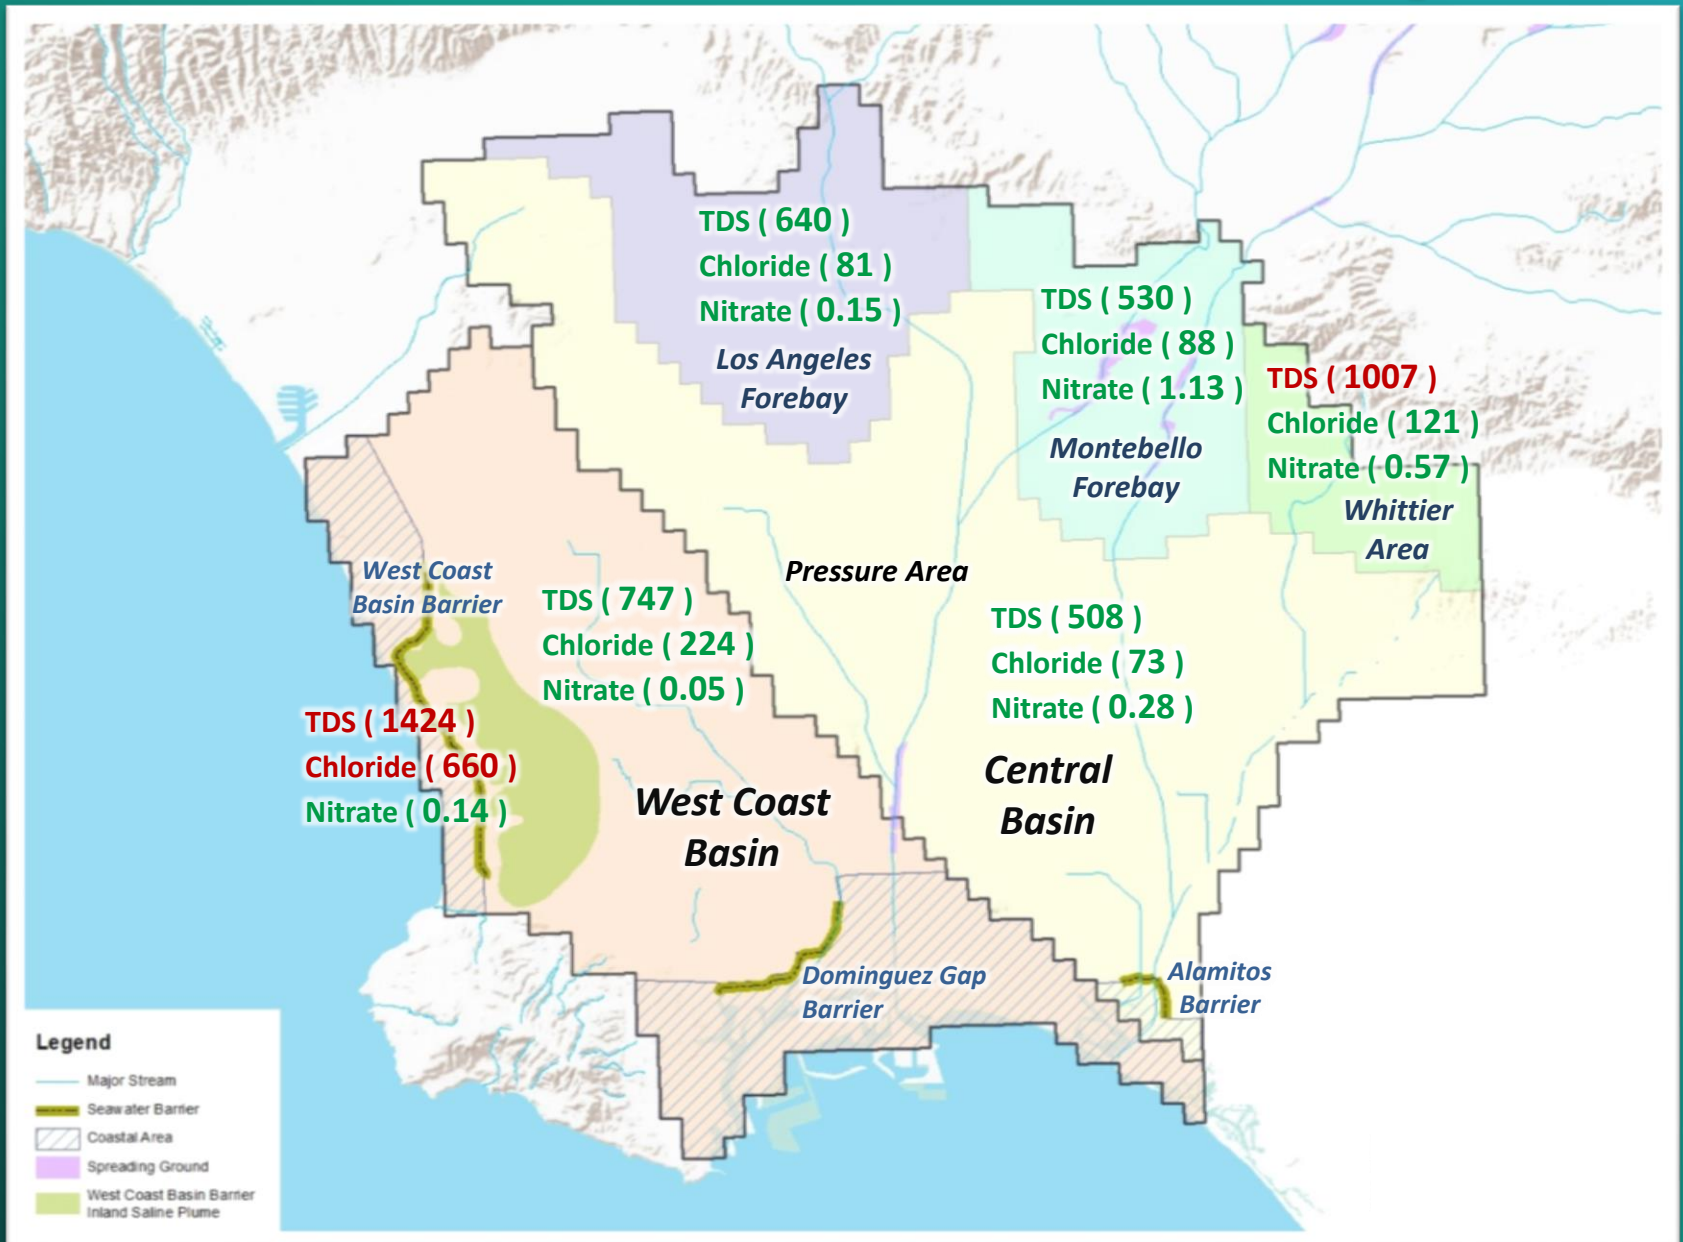 TDS ( 640 )
Chloride ( 81 )
Nitrate ( 0.15 )
Los Angeles
Forebay
TDS ( 530 )
Chloride ( 88 )
Nitrate ( 1.13 )
Montebello
Forebay
TDS ( 1007 )
Chloride ( 121 )
Nitrate ( 0.57 )
Whittier
Area
West Coast
Basin Barrier
TDS ( 747 )
Chloride ( 224 )
Nitrate ( 0.05 )
Pressure Area
TDS ( 508 )
Chloride ( 73 )
Nitrate ( 0.28 )
TDS ( 1424 )
Chloride ( 660 )
Nitrate ( 0.14 )
West Coast
Basin
Central
Basin
Dominguez Gap
Barrier
Alamitos
Barrier
Legend
Major Stream
Seawater Barrier
Coastal Area
Spreading Ground
West Coast Basin Barrier
Inland Saline Plume